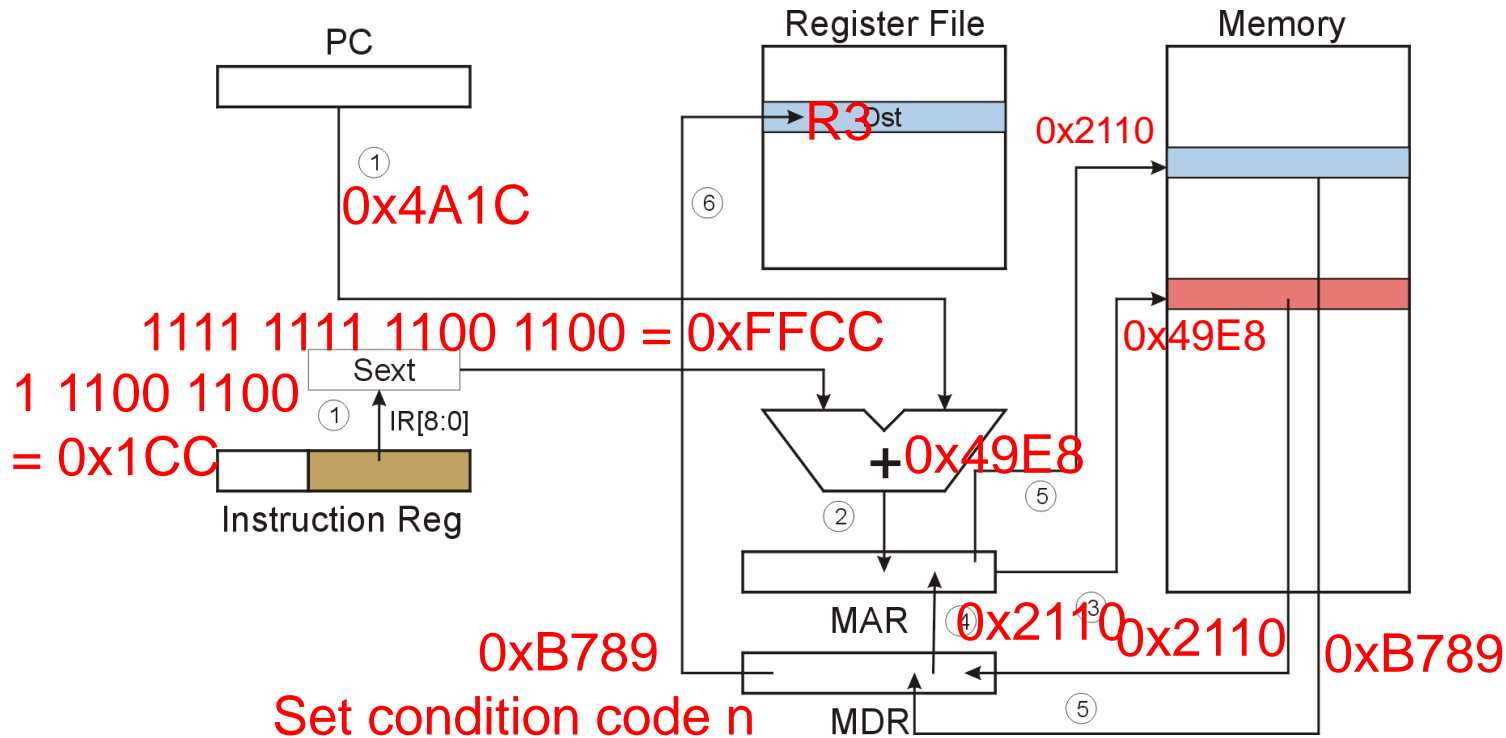 Register File
Memory
PC
R3
Dst
0x2110
1
0x4A1C
6
1111 1111 1100 1100 = 0xFFCC
0x49E8
Sext
1 1100 1100
1
IR[8:0]
= 0x1CC
+
0x49E8
5
2
Instruction Reg
3
MAR
4
0x2110
0x2110
0xB789
0xB789
Set condition code n
MDR
5